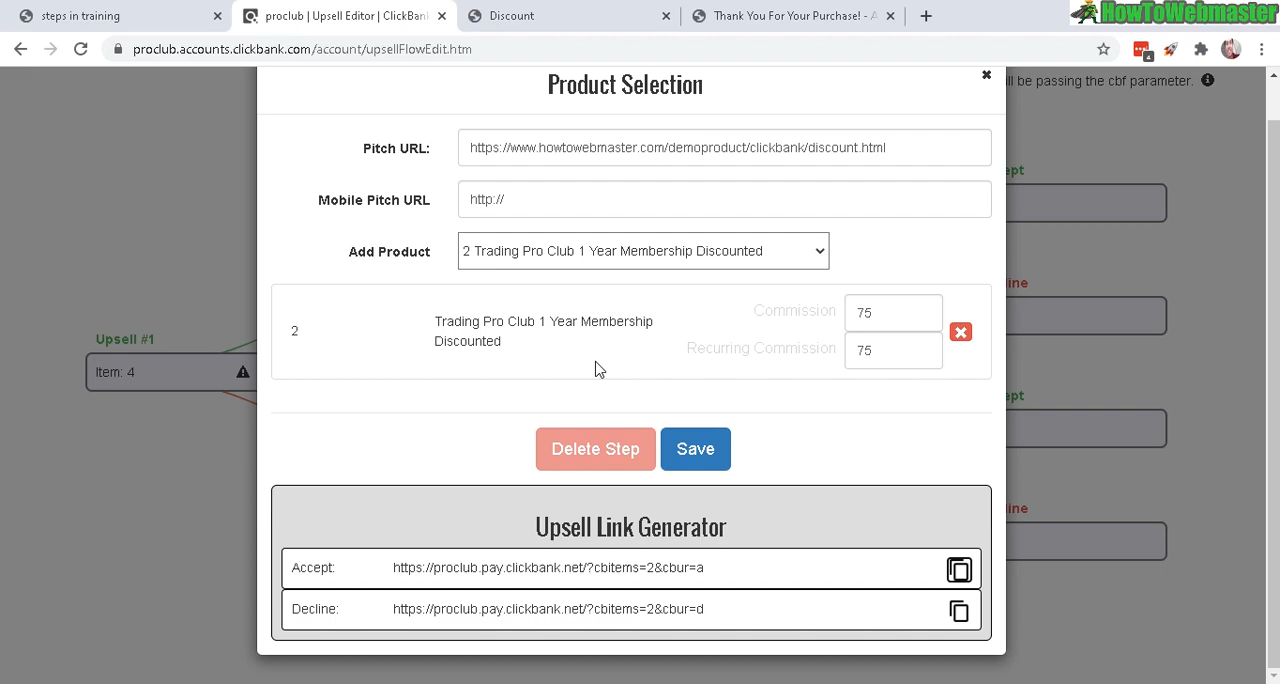 steps in training
proclub | Upsell Editor | ClickBank
Discount
Thank You For Your Purchase! - A
HowToWebmaster
proclub.accounts.clickbank.com/account/upsellFlowEdit.htm
4
Product Selection
ll be passing the cbf parameter.
Pitch URL:
https://www.howtowebmaster.com/demoproduct/clickbank/discount.html
ept
Mobile Pitch URL
http://
Add Product
2 Trading Pro Club 1 Year Membership Discounted
line
2
Trading Pro Club 1 Year Membership
Discounted
Commission
75
Recurring Commission
75
Upsell #1
Item: 4
ept
Delete Step
Save
line
Upsell Link Generator
Accept:
https://proclub.pay.clickbank.net/?cbitems=2&cbur=a
Decline:
https://proclub.pay.clickbank.net/?cbitems=2&cbur=d